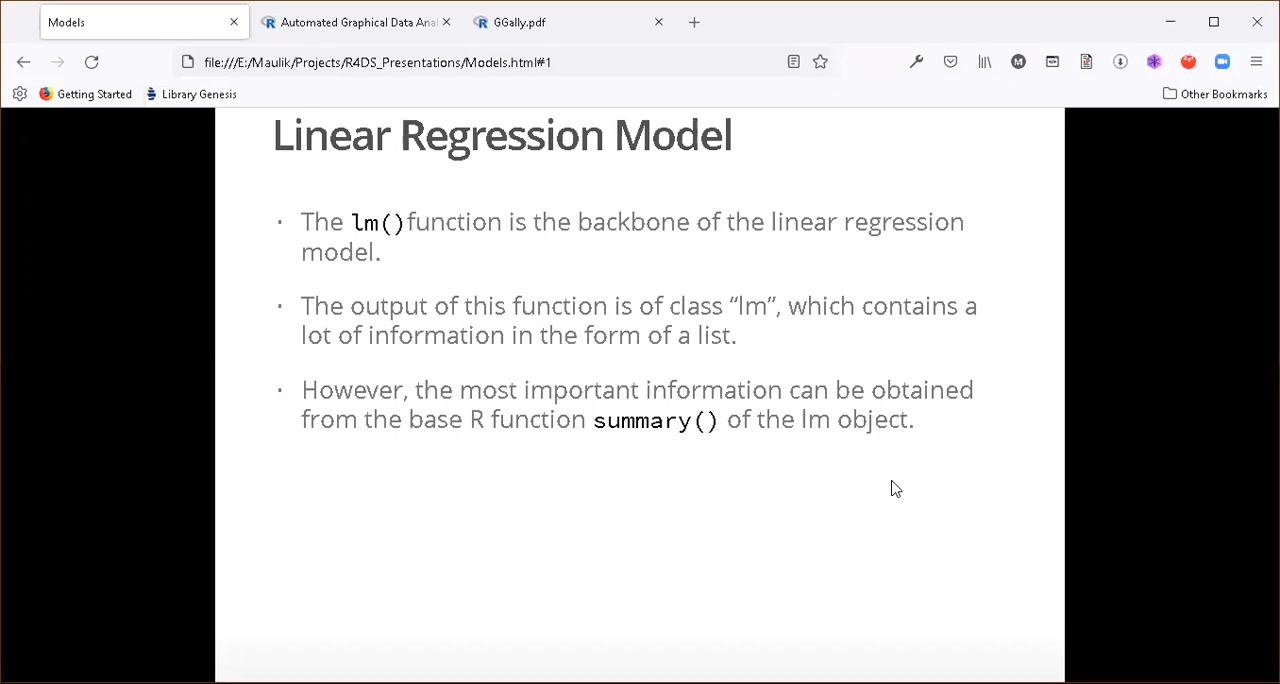 Models
Automated Graphical Data Anal
GGally.pdf
file:///E:/Maulik/Projects/R4DS_Presentations/Models.html#1
Getting Started
Library Genesis
Other Bookmarks
Linear Regression Model
· The lm()function is the backbone of the linear regression
model.
· The output of this function is of class “lm”, which contains a
lot of information in the form of a list.
· However, the most important information can be obtained
from the base R function summary() of the lm object.